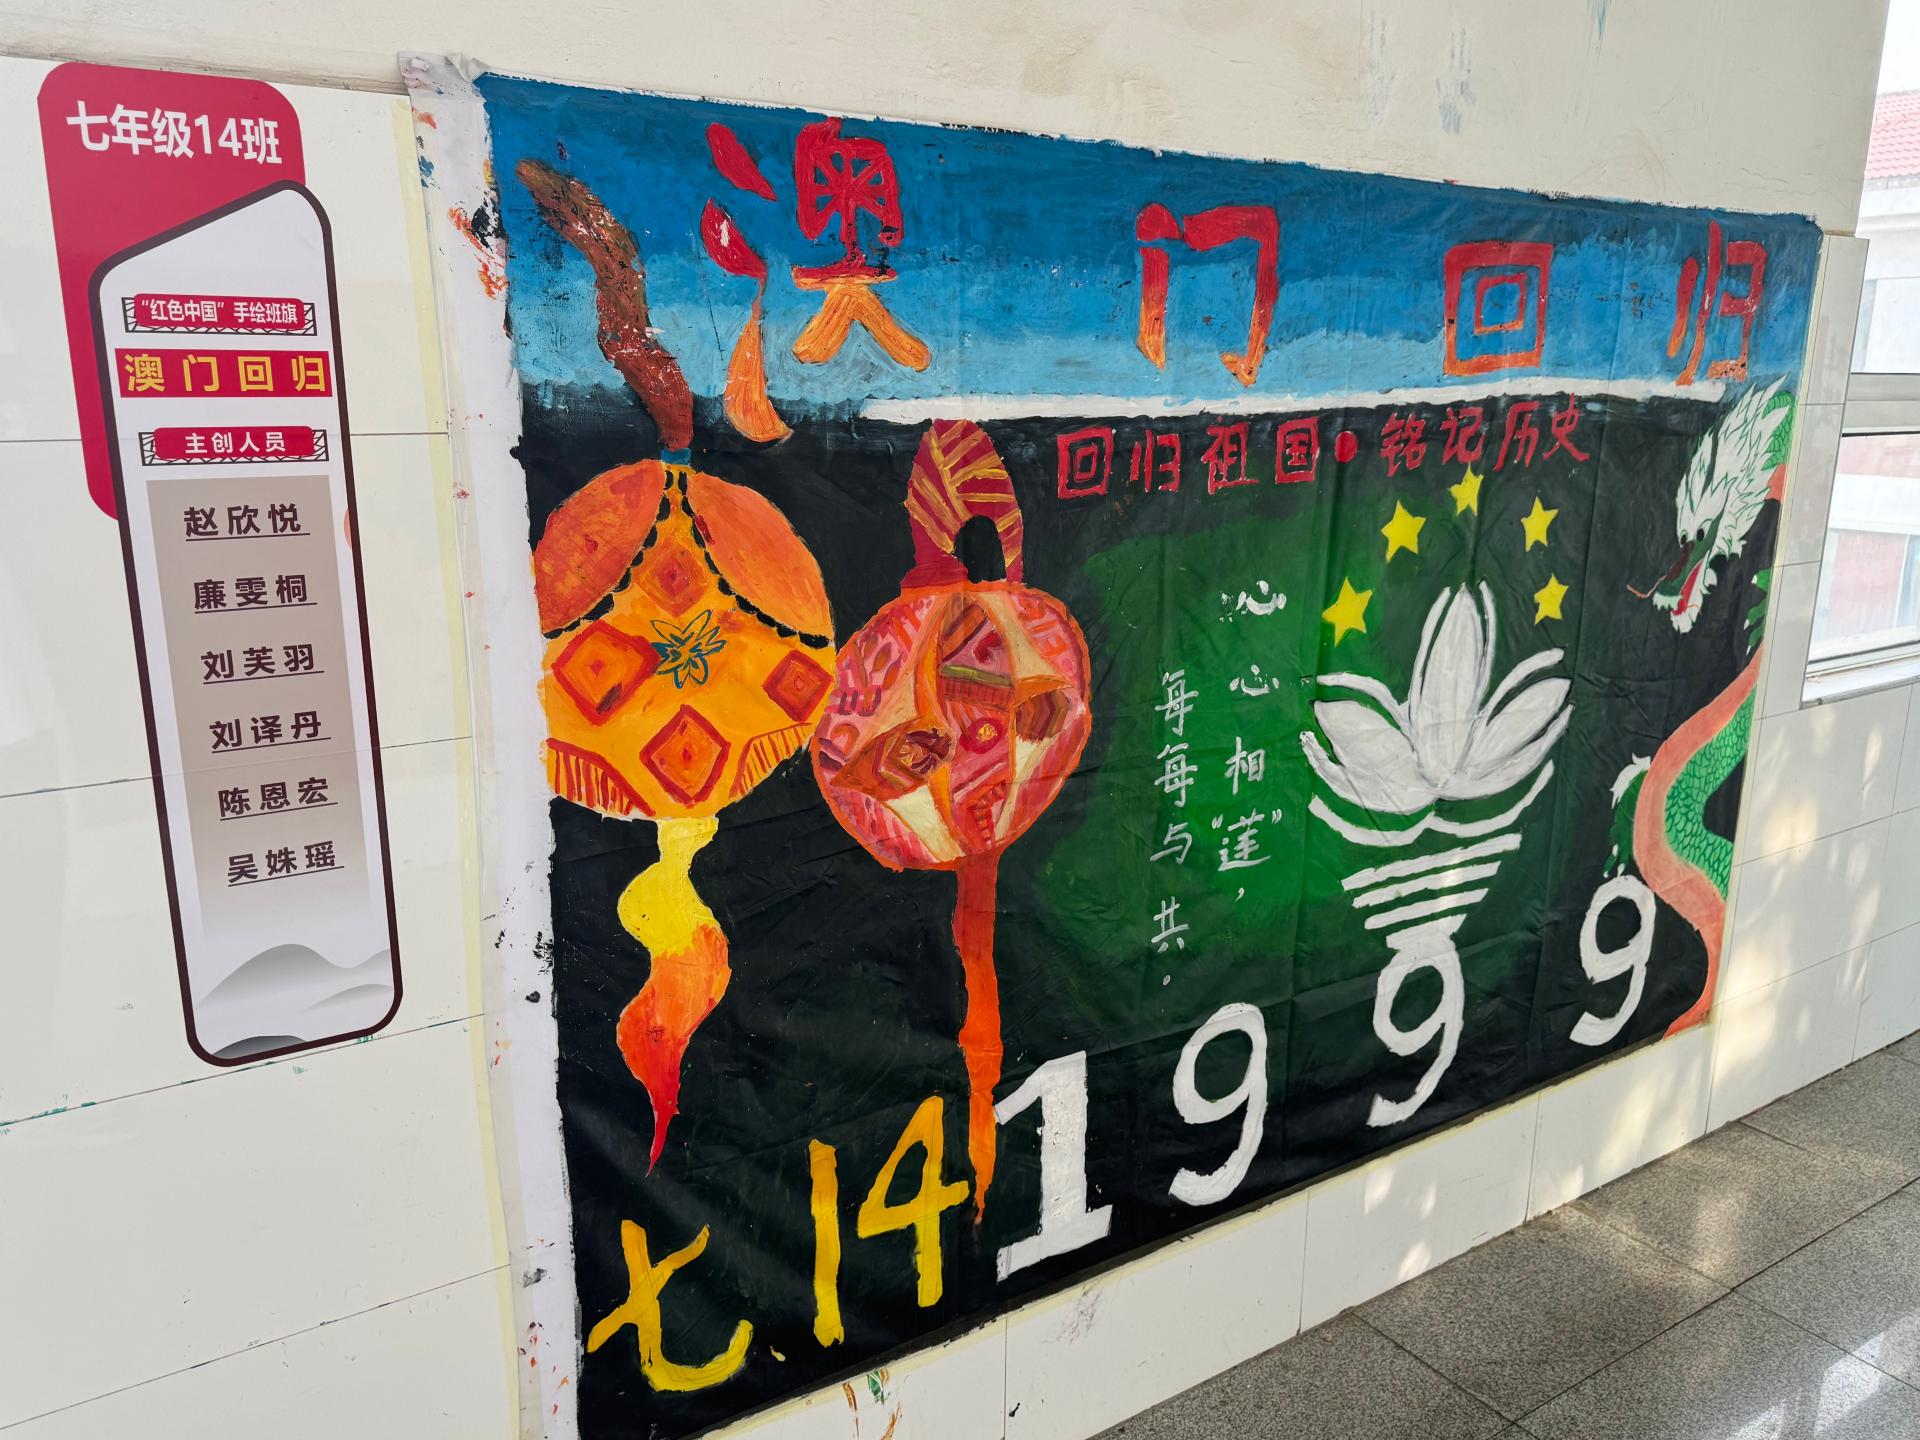 七年级14班
“红色中国”手绘班旗
澳门回归
主创人员
赵欣悦
廉雯桐
刘芙羽
刘译丹
陈恩宏
吴姝瑶
澳门回归
回归祖国•铭记历史
心心相“莲”，
每每与共。
1999
七14